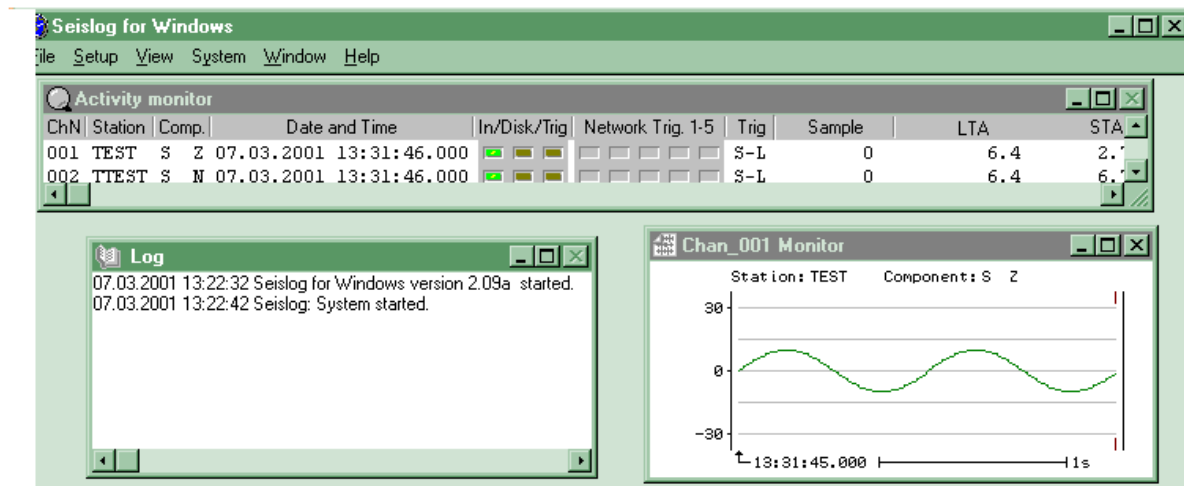 Seislog for Windows
File Setup View System Window Help
Activity monitor
ChN Station Comp. Date and Time In/Disk/Trig Network Trig. 1-5 Trig Sample LTA STA
001 TEST S Z 07.03.2001 13:31:46.000 S-L 0 6.4 2.
002 TTEST S N 07.03.2001 13:31:46.000 S-L 0 6.4 6.
Log
07.03.2001 13:22:32 Seislog for Windows version 2.09a started.
07.03.2001 13:22:42 Seislog: System started.
Chan_001 Monitor
Station: TEST Component: S Z
30
0
-30
13:31:45.000 1s